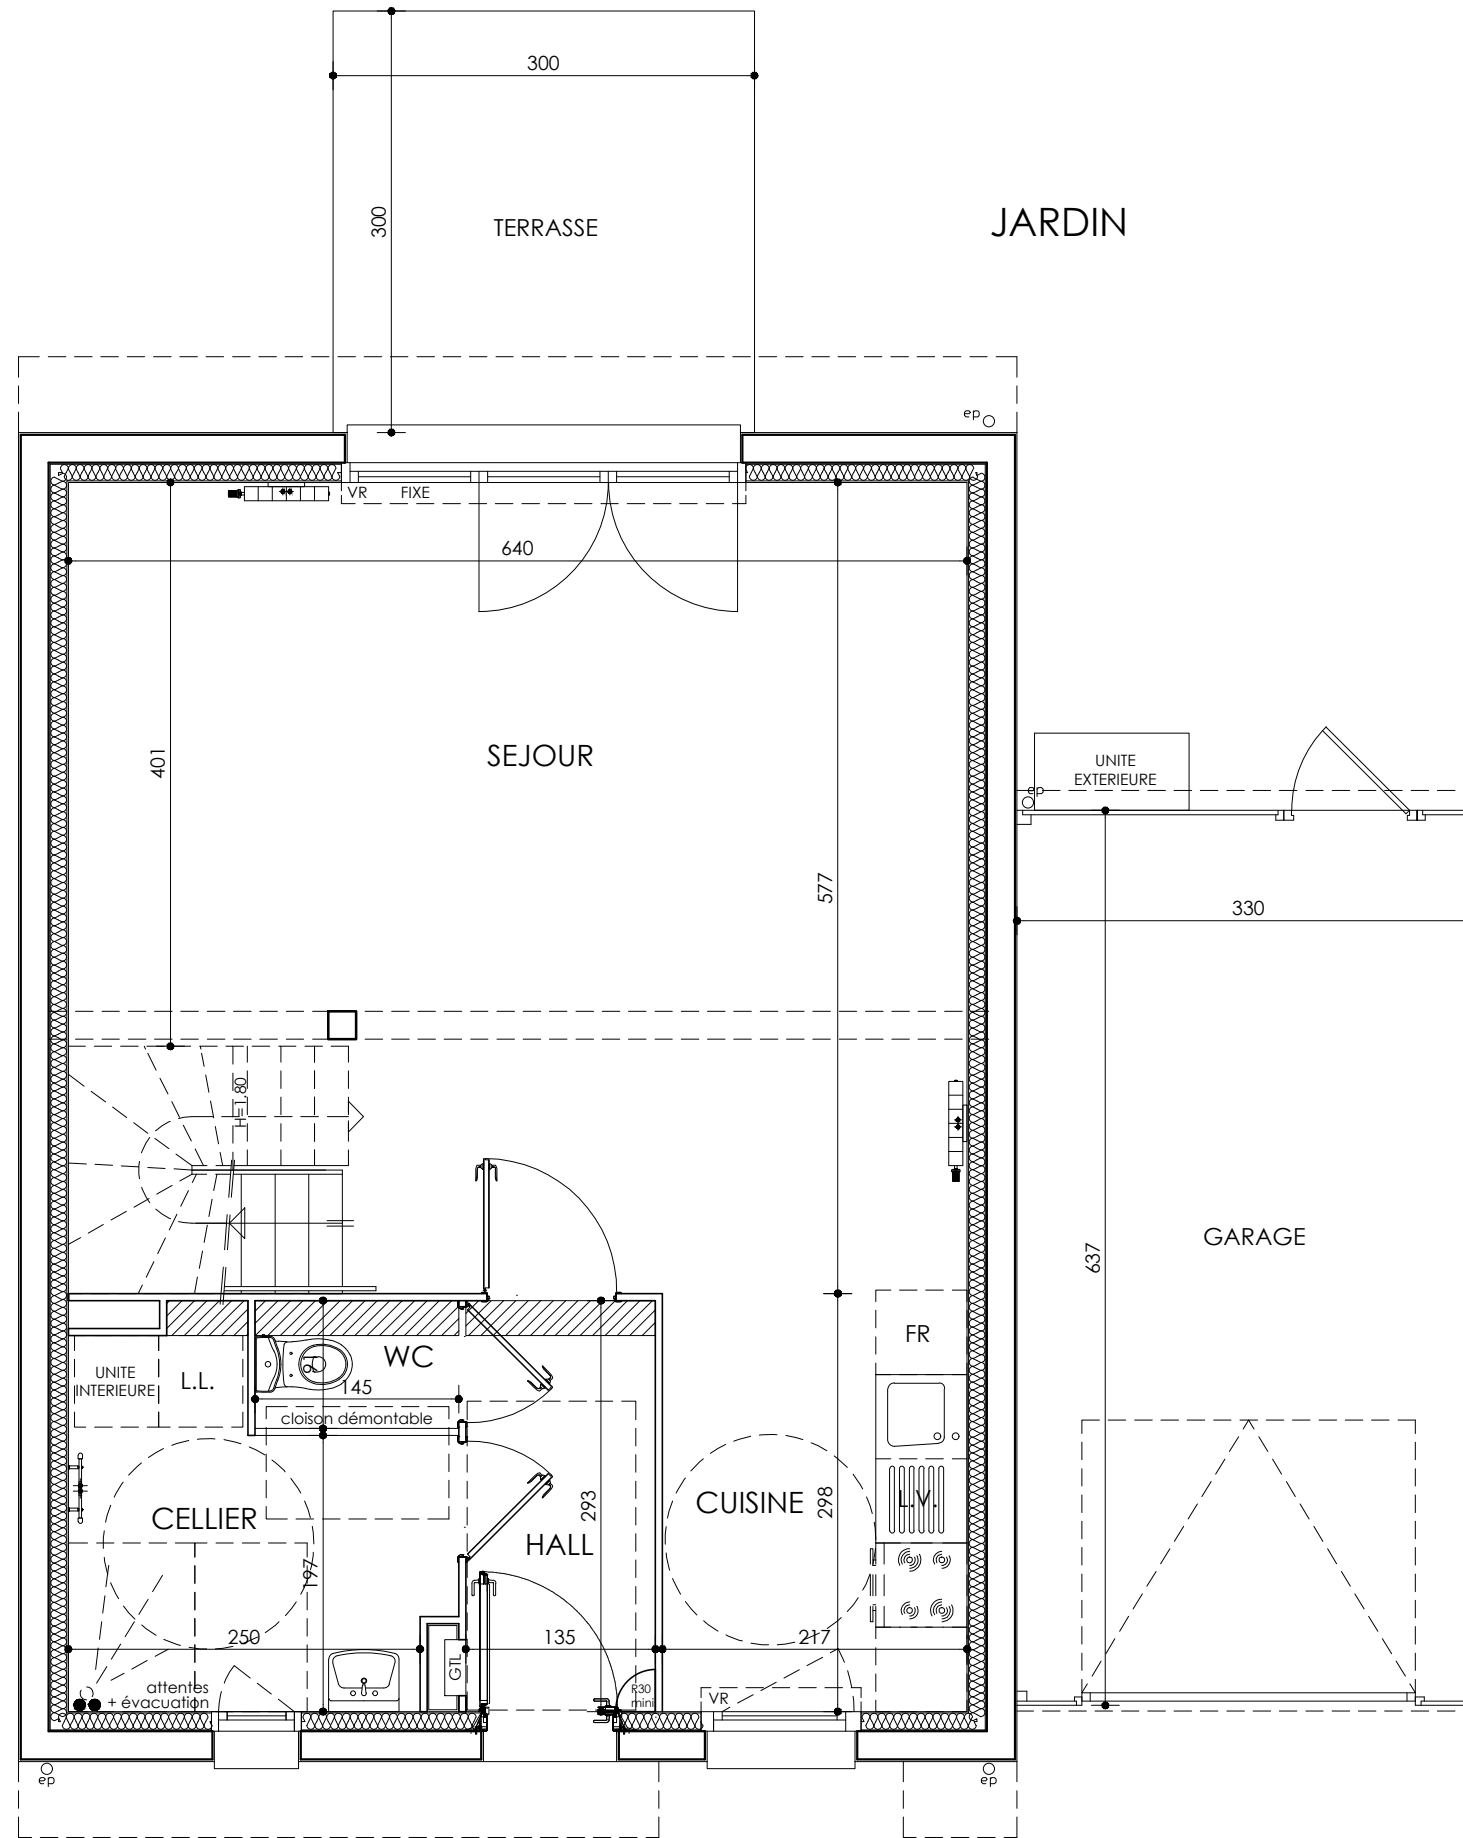 300
300
TERRASSE
JARDIN
ep
VR
FIXE
640
401
SEJOUR
577
UNITE
EXTERIEURE
ep
330
H=1.80
637
GARAGE
UNITE
INTERIEURE
L.L.
91
WC
145
cloison démontable
FR
CELLIER
197
293
HALL
CUISINE
298
L.V.
250
135
217
GTL
attentes
+ évacuation
R30
mini
VR
ep
ep